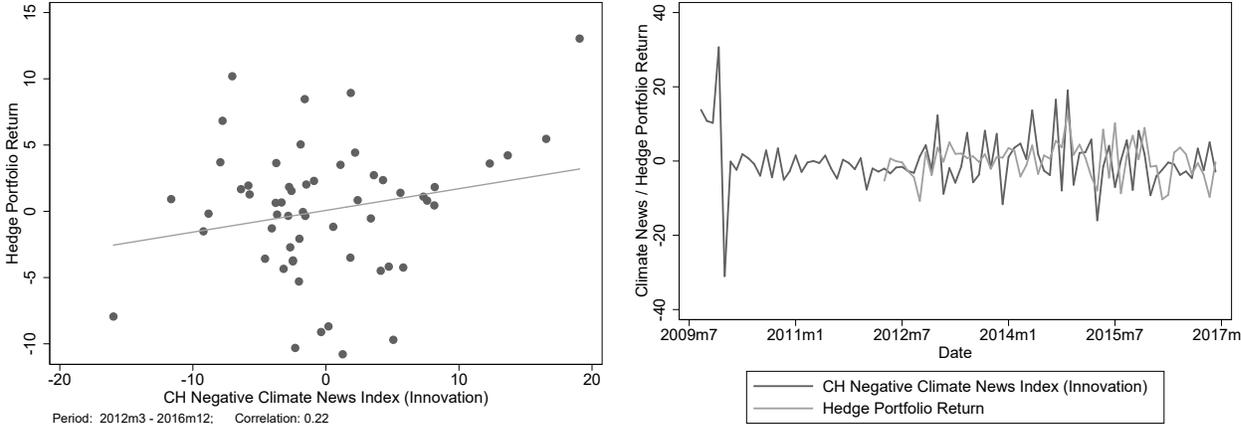 15
10
5
0
-5
-10
Hedge Portfolio Return
-20
-10
0
10
20
CH Negative Climate News Index (Innovation)
Period: 2012m3 - 2016m12; Correlation: 0.22
40
20
0
-20
-40
Climate News / Hedge Portfolio Return
2009m7
2011m1
2012m7
2014m1
2015m7
2017m
Date
CH Negative Climate News Index (Innovation)
Hedge Portfolio Return